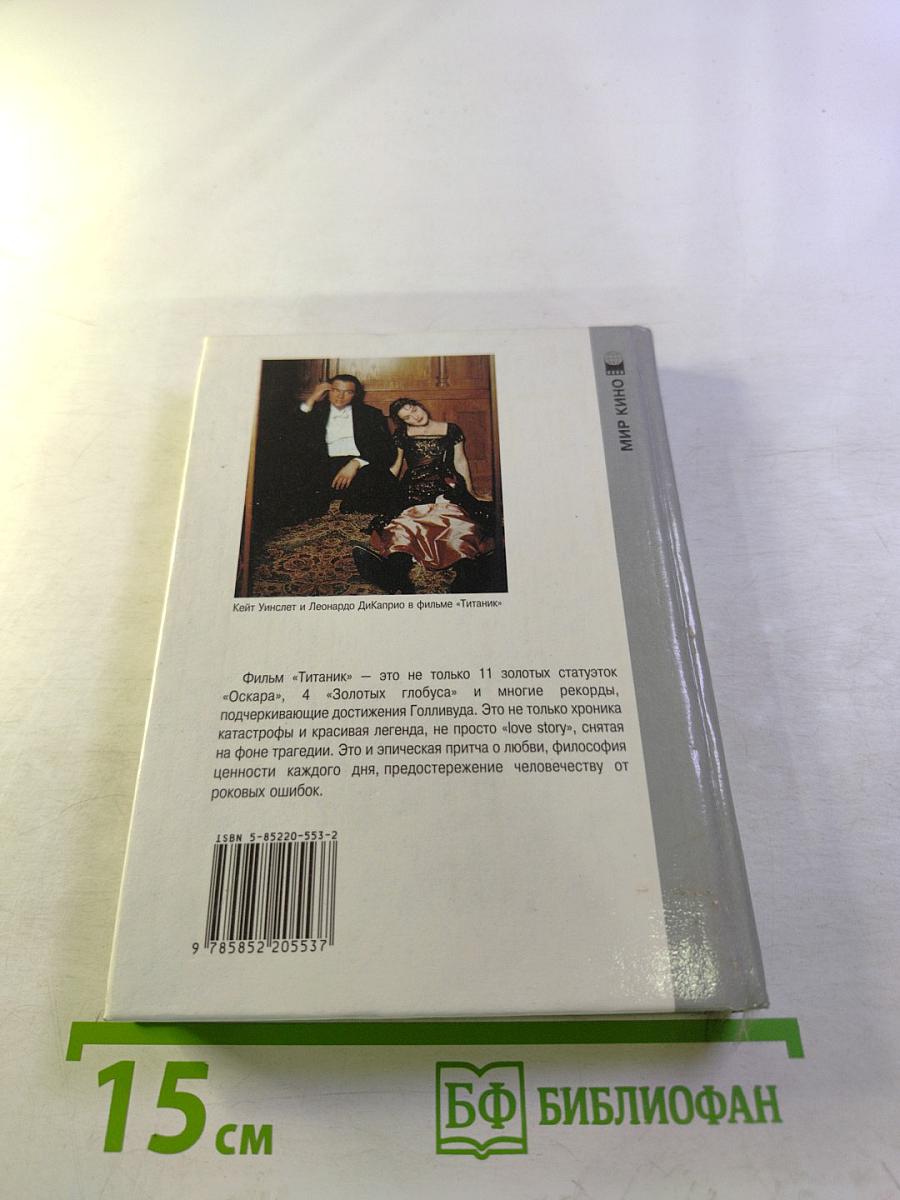 МИР КИНО
Кейт Уинслет и Леонардо ДиКаприо в фильме «Титаник»
Фильм «Титаник» — это не только 11 золотых статуэток
«Оскара», 4 «Золотых глобуса» и многие рекорды,
подчеркивающие достижения Голливуда. Это не только хроника
катастрофы и красивая легенда, не просто «love story», снятая
на фоне трагедии. Это и эпическая притча о любви, философия
ценности каждого дня, предостережение человечеству от
роковых ошибок.
ISBN 5-85220-553-2
9 785852 205537
15 см
БФ БИБЛИОФАН